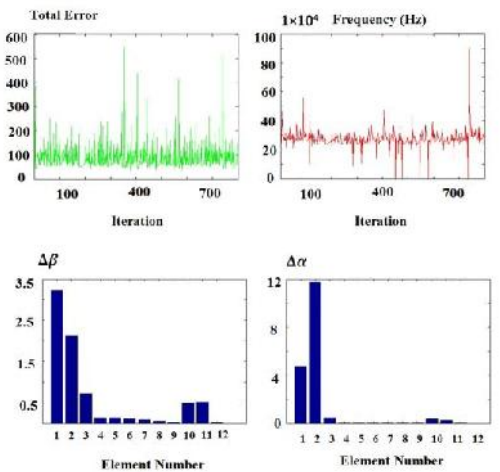 Total Error
600
500
400
300
200
100
0
100 400 700
Iteration
1×10⁴ Frequency (Hz)
100
80
60
40
20
0
100 400 700
Iteration
Δβ
3.5
2.5
1.5
0.5
1 2 3 4 5 6 7 8 9 10 11 12
Element Number
Δα
12
8
4
0
1 2 3 4 5 6 7 8 9 10 11 12
Element Number